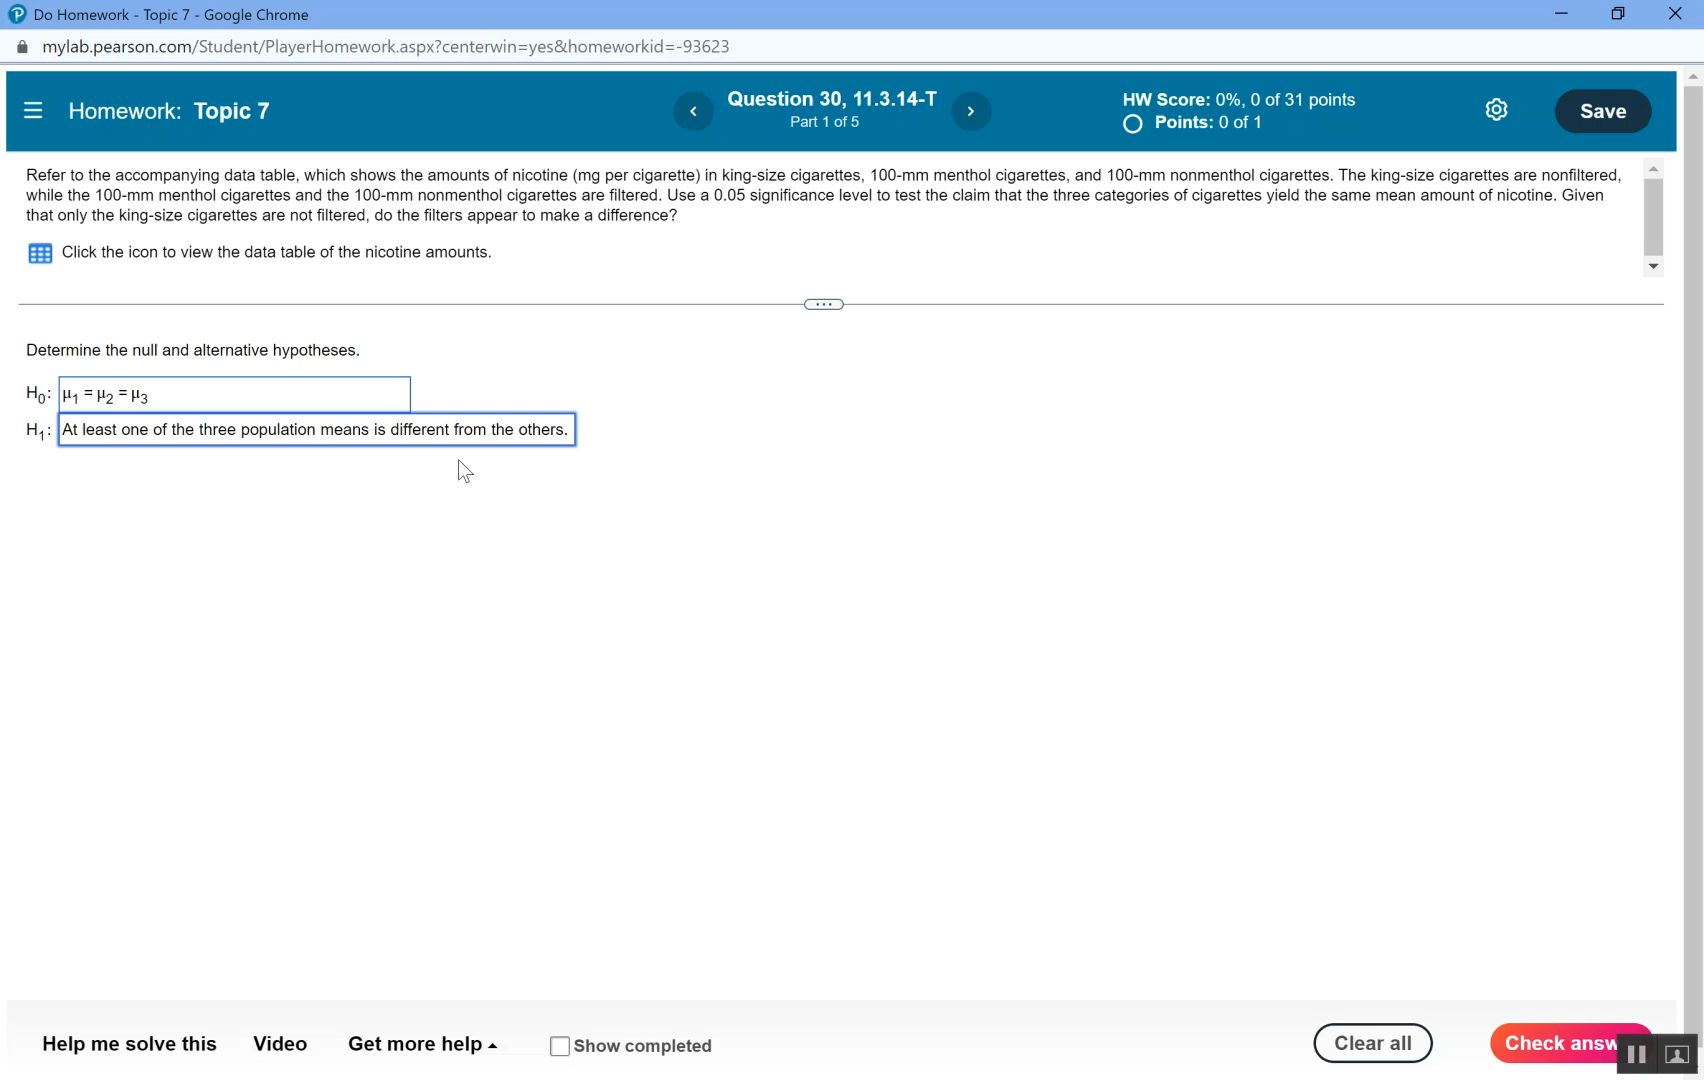 Do Homework - Topic 7 - Google Chrome
mylab.pearson.com/Student/PlayerHomework.aspx?centerwin=yes&homeworkid=-93623
Homework: Topic 7
Question 30, 11.3.14-T
Part 1 of 5
HW Score: 0%, 0 of 31 points
Points: 0 of 1
Save
Refer to the accompanying data table, which shows the amounts of nicotine (mg per cigarette) in king-size cigarettes, 100-mm menthol cigarettes, and 100-mm nonmenthol cigarettes. The king-size cigarettes are nonfiltered,
while the 100-mm menthol cigarettes and the 100-mm nonmenthol cigarettes are filtered. Use a 0.05 significance level to test the claim that the three categories of cigarettes yield the same mean amount of nicotine. Given
that only the king-size cigarettes are not filtered, do the filters appear to make a difference?
Click the icon to view the data table of the nicotine amounts.
Determine the null and alternative hypotheses.
H₀: μ₁ = μ₂ = μ₃
H₁: At least one of the three population means is different from the others.
Help me solve this
Video
Get more help
Show completed
Clear all
Check answ